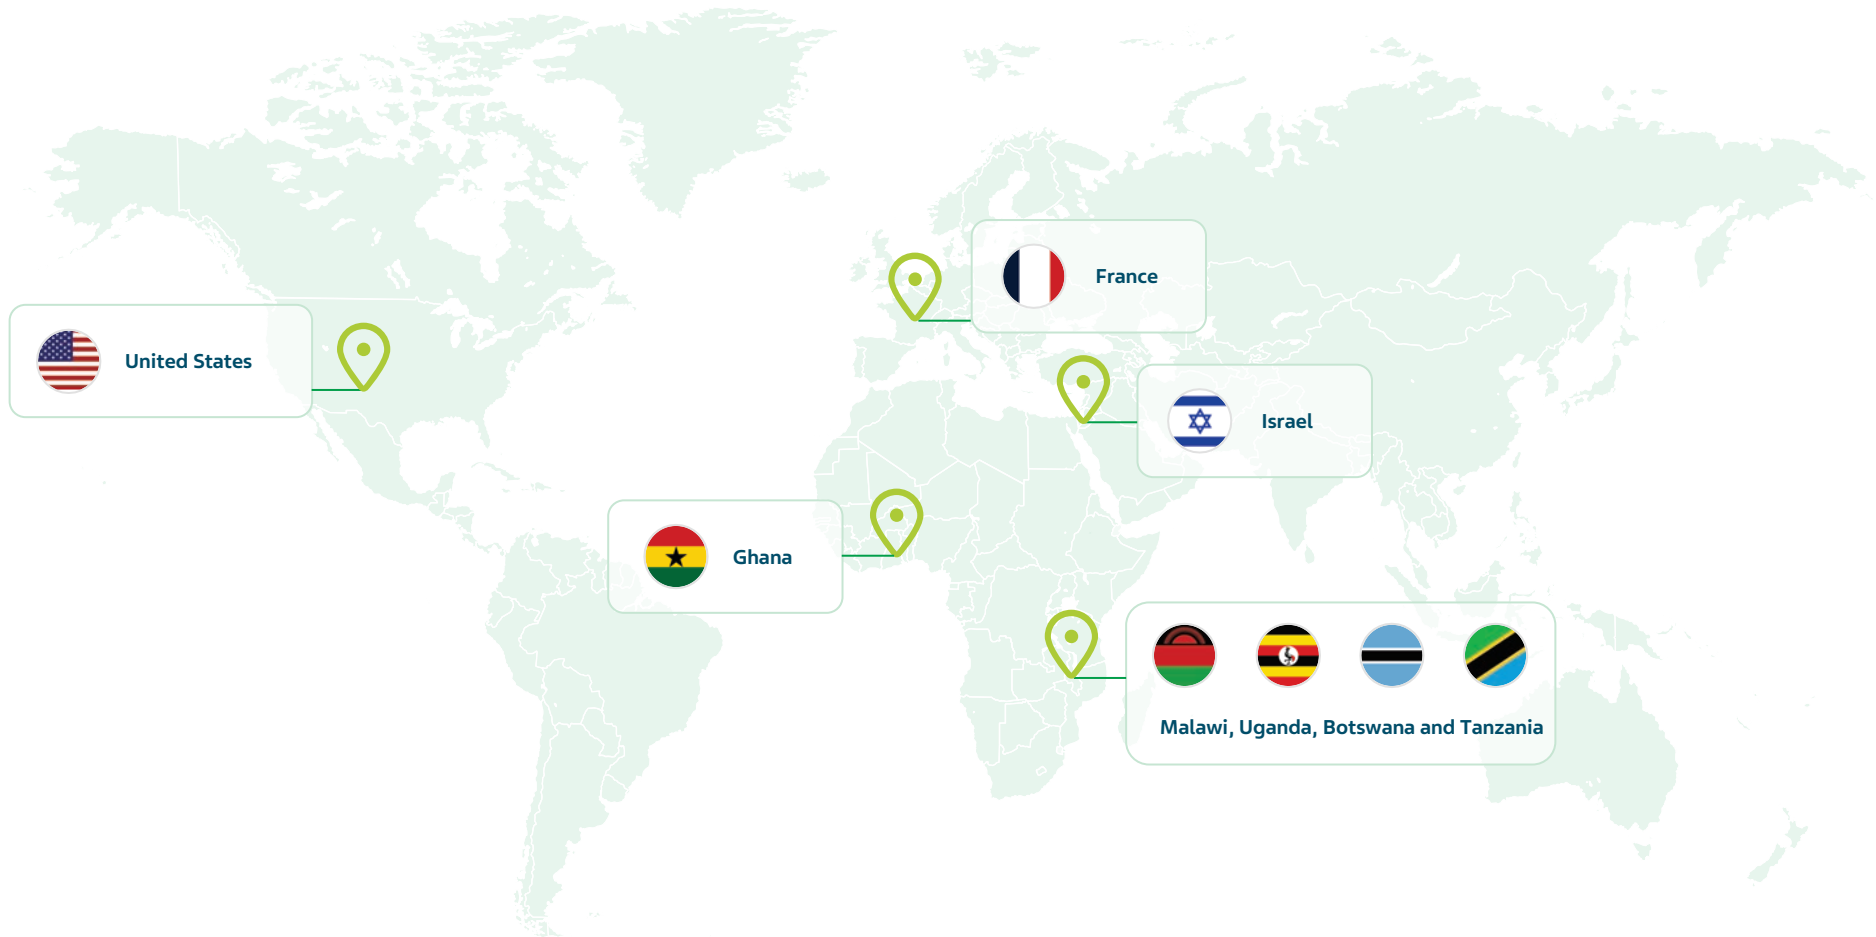 France
United States
Israel
Ghana
Malawi, Uganda, Botswana and Tanzania